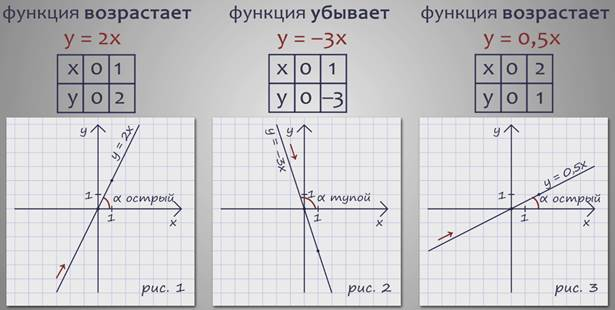 функция возрастает
y = 2x
x 0 1
y 0 2
y
y = 2x
1
α острый
1
x
рис. 1
функция убывает
y = –3x
x 0 1
y 0 –3
y
y = –3x
1
α тупой
1
x
рис. 2
функция возрастает
y = 0,5x
x 0 2
y 0 1
y
y = 0,5x
1
α острый
1
x
рис. 3